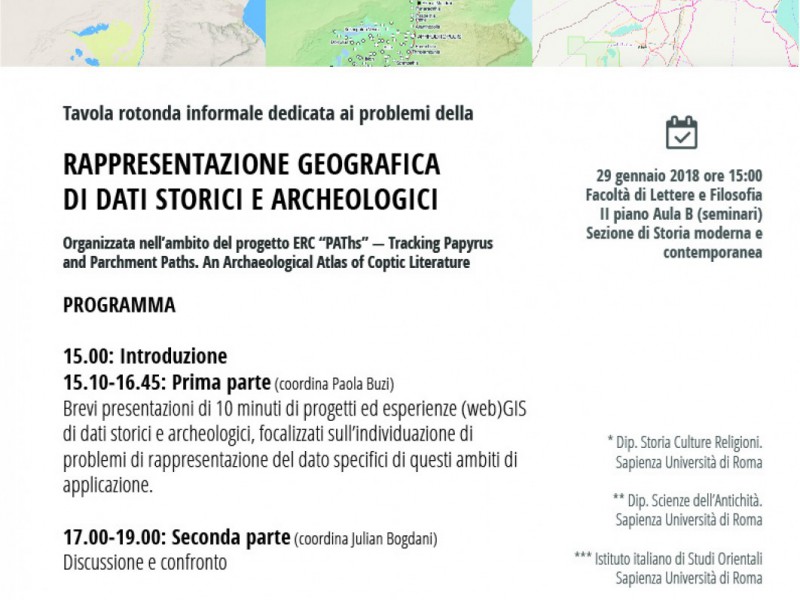 Tavola rotonda informale dedicata ai problemi della
RAPPRESENTAZIONE GEOGRAFICA
DI DATI STORICI E ARCHEOLOGICI
Organizzata nell'ambito del progetto ERC “PAThs” — Tracking Papyrus
and Parchment Paths. An Archaeological Atlas of Coptic Literature
PROGRAMMA
15.00: Introduzione
15.10-16.45: Prima parte (coordina Paola Buzi)
Brevi presentazioni di 10 minuti di progetti ed esperienze (web)GIS
di dati storici e archeologici, focalizzati sull'individuazione di
problemi di rappresentazione del dato specifici di questi ambiti di
applicazione.
17.00-19.00: Seconda parte (coordina Julian Bogdani)
Discussione e confronto
29 gennaio 2018 ore 15:00
Facoltà di Lettere e Filosofia
II piano Aula B (seminari)
Sezione di Storia moderna e
contemporanea
* Dip. Storia Culture Religioni.
Sapienza Università di Roma
** Dip. Scienze dell'Antichità.
Sapienza Università di Roma
*** Istituto italiano di Studi Orientali
Sapienza Università di Roma